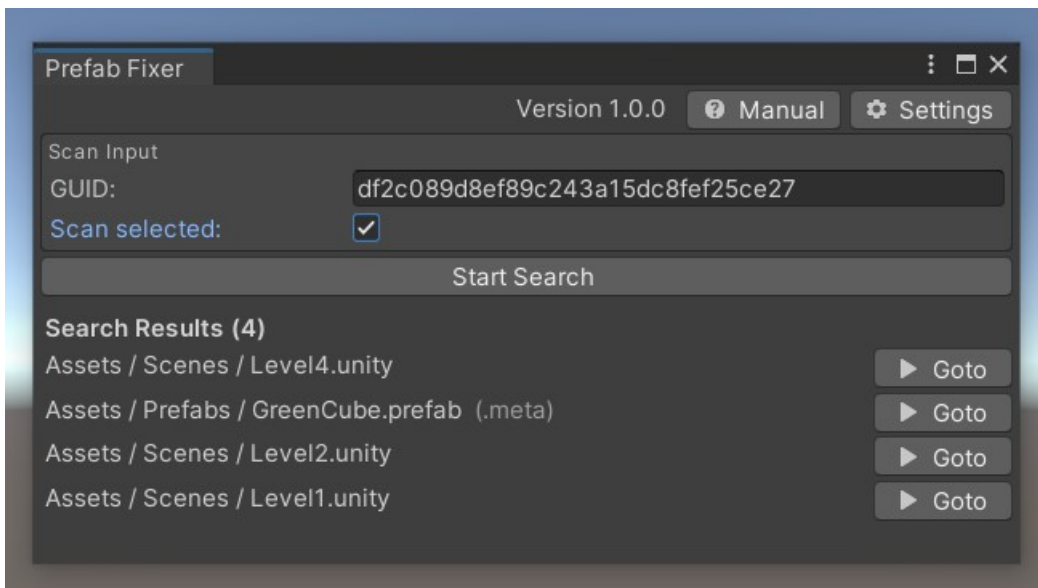 Prefab Fixer
Version 1.0.0 Manual Settings
Scan Input
GUID: df2c089d8ef89c243a15dc8fef25ce27
Scan selected:
Start Search
Search Results (4)
Assets / Scenes / Level4.unity Goto
Assets / Prefabs / GreenCube.prefab (.meta) Goto
Assets / Scenes / Level2.unity Goto
Assets / Scenes / Level1.unity Goto